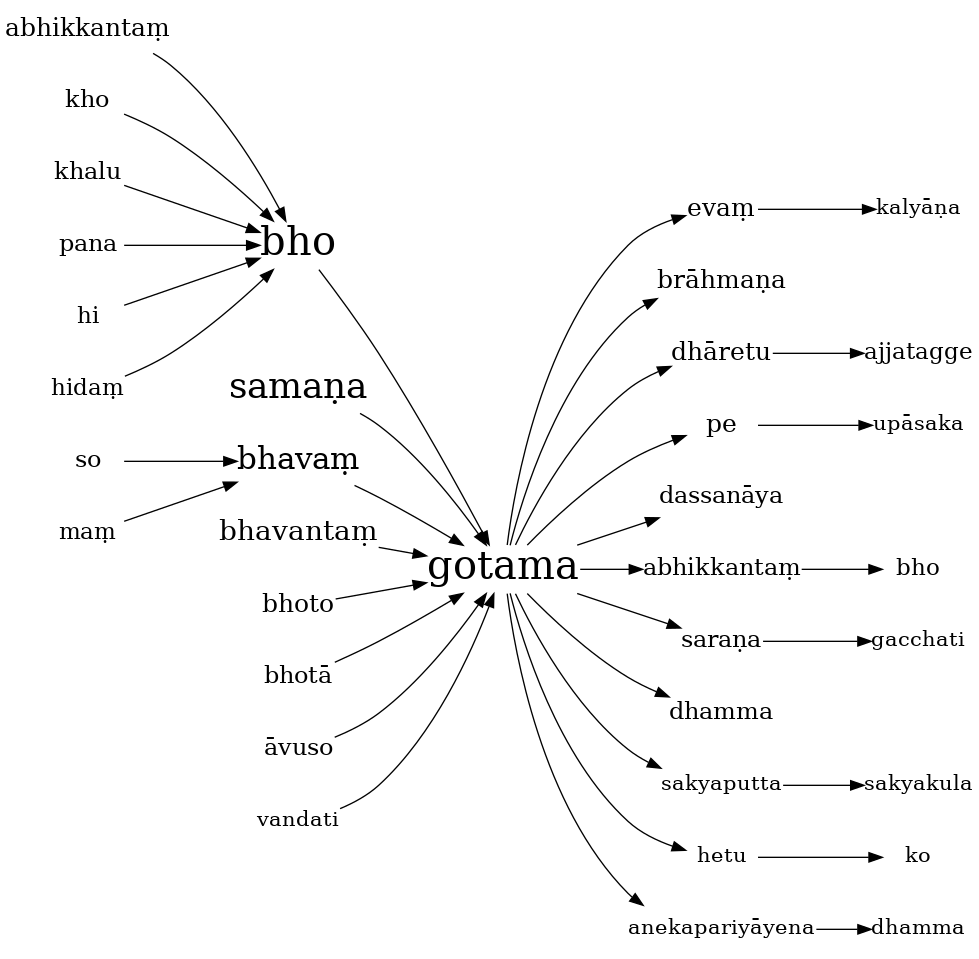 abhikkantaṃ
kho
khalu
pana
hi
hidaṃ
so
maṃ
bho
samaṇa
bhavaṃ
bhavantaṃ
bhoto
bhotā
āvuso
vandati
gotama
evaṃ
brāhmaṇa
dhāretu
pe
dassanāya
abhikkantaṃ
saraṇa
dhamma
sakyaputta
hetu
anekapariyāyena
kalyāṇa
ajjatagge
upāsaka
bho
gacchati
sakyakula
ko
dhamma